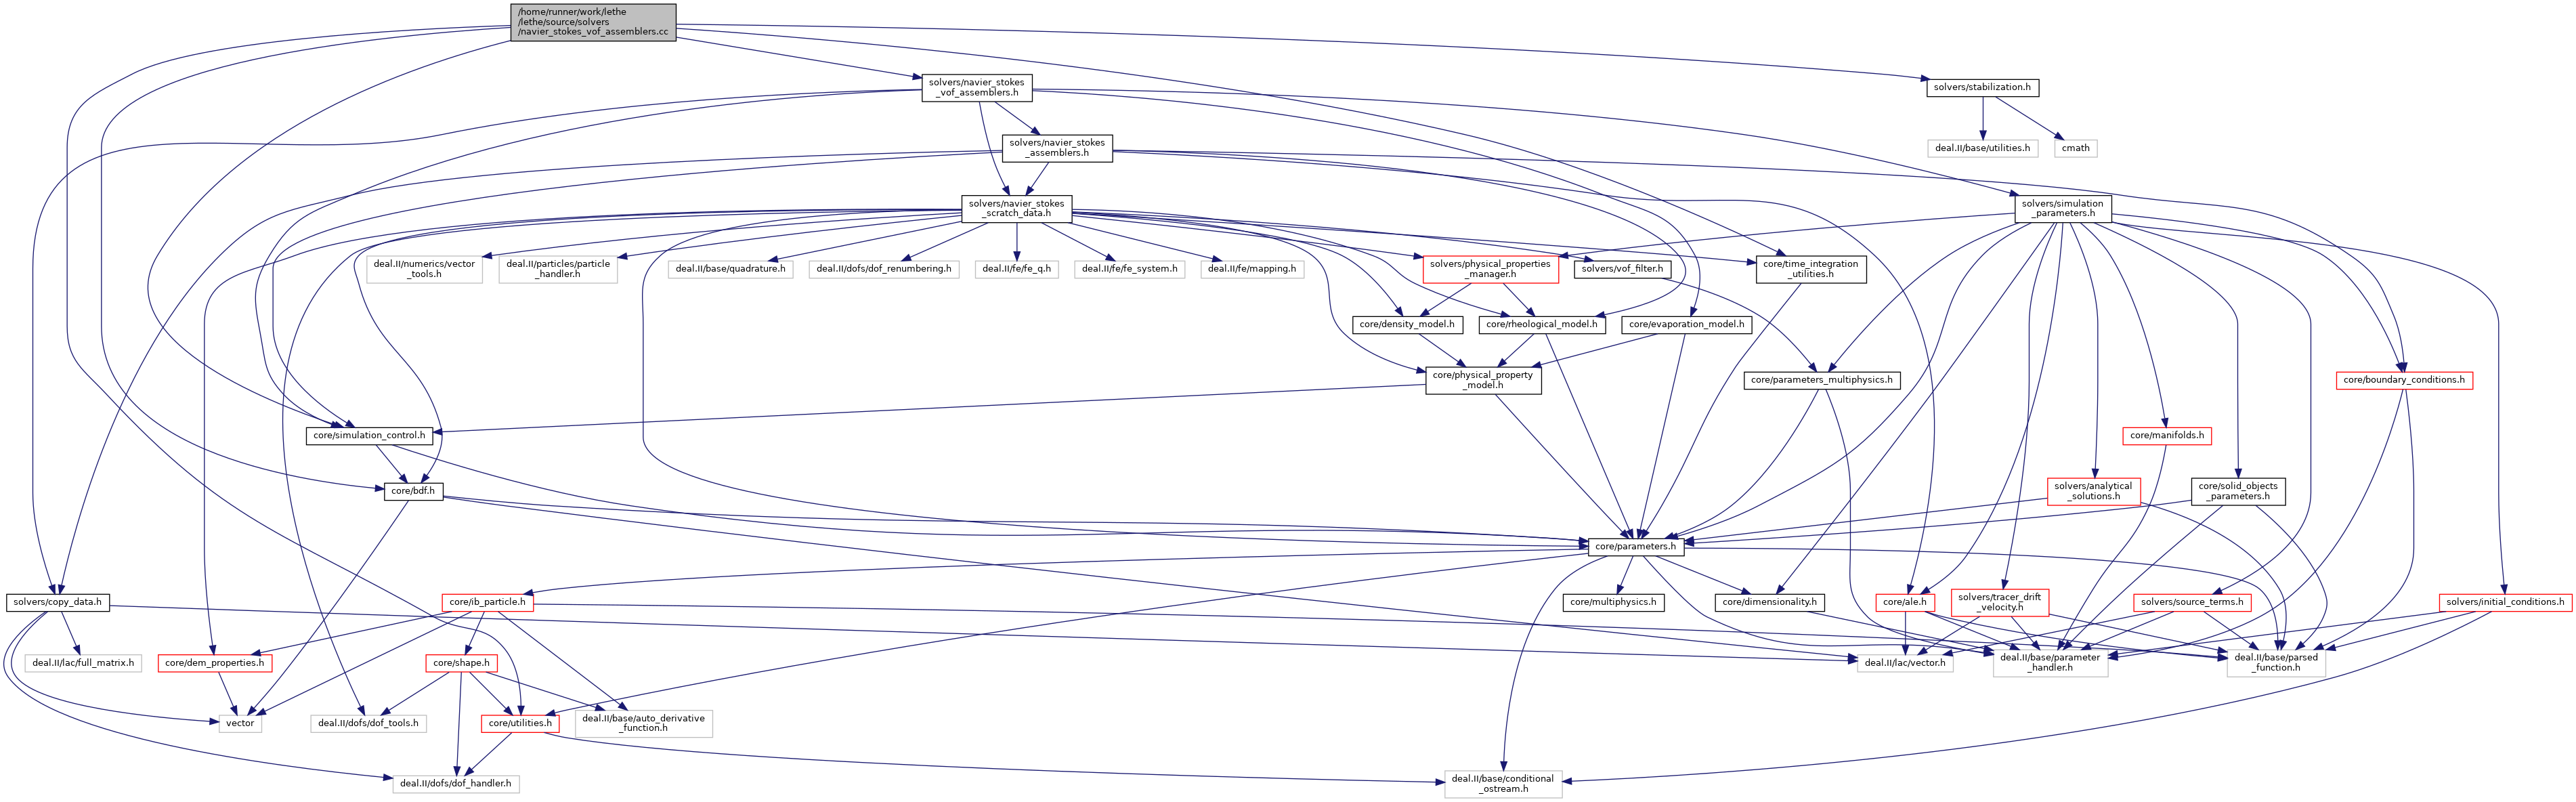 /home/runner/work/lethe
/lethe/source/solvers
/navier_stokes_vof_assemblers.cc
solvers/navier_stokes
_vof_assemblers.h
solvers/stabilization.h
solvers/navier_stokes
_assemblers.h
deal.II/base/utilities.h
cmath
solvers/navier_stokes
_scratch_data.h
solvers/simulation
_parameters.h
deal.II/numerics/vector
_tools.h
deal.II/particles/particle
_handler.h
deal.II/base/quadrature.h
deal.II/dofs/dof_renumbering.h
deal.II/fe/fe_q.h
deal.II/fe/fe_system.h
deal.II/fe/mapping.h
solvers/physical_properties
_manager.h
solvers/vof_filter.h
core/time_integration
_utilities.h
core/density_model.h
core/rheological_model.h
core/evaporation_model.h
core/physical_property
_model.h
core/parameters_multiphysics.h
core/boundary_conditions.h
core/simulation_control.h
core/manifolds.h
core/bdf.h
solvers/analytical
_solutions.h
core/solid_objects
_parameters.h
core/parameters.h
solvers/copy_data.h
core/ib_particle.h
core/multiphysics.h
core/dimensionality.h
core/ale.h
solvers/tracer_drift
_velocity.h
solvers/source_terms.h
solvers/initial_conditions.h
deal.II/lac/full_matrix.h
core/dem_properties.h
core/shape.h
deal.II/lac/vector.h
deal.II/base/parameter
_handler.h
deal.II/base/parsed
_function.h
vector
deal.II/dofs/dof_tools.h
core/utilities.h
deal.II/base/auto_derivative
_function.h
deal.II/dofs/dof_handler.h
deal.II/base/conditional
_ostream.h